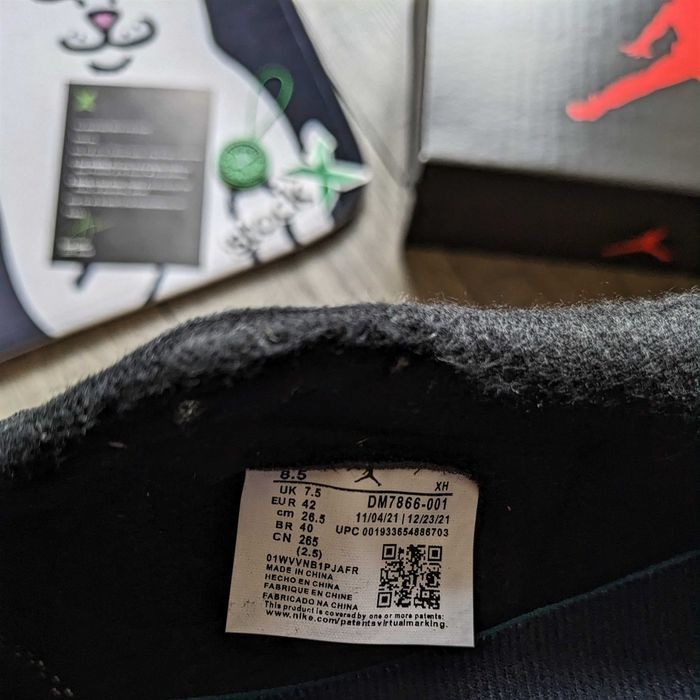 stock X
8.5
UK 7.5
EUR 42
cm 26.5
BR 40
CN 265
(2.5)
XH
DM7866-001
11/04/21 | 12/23/21
UPC 001933654886703
01WVVNB1PJAFR
MADE IN CHINA
HECHO EN CHINA
FABRIQUE EN CHINE
FABRICADO NA CHINA
This product is covered by one or more patents:
www.nike.com/patentsvirtualmarking.